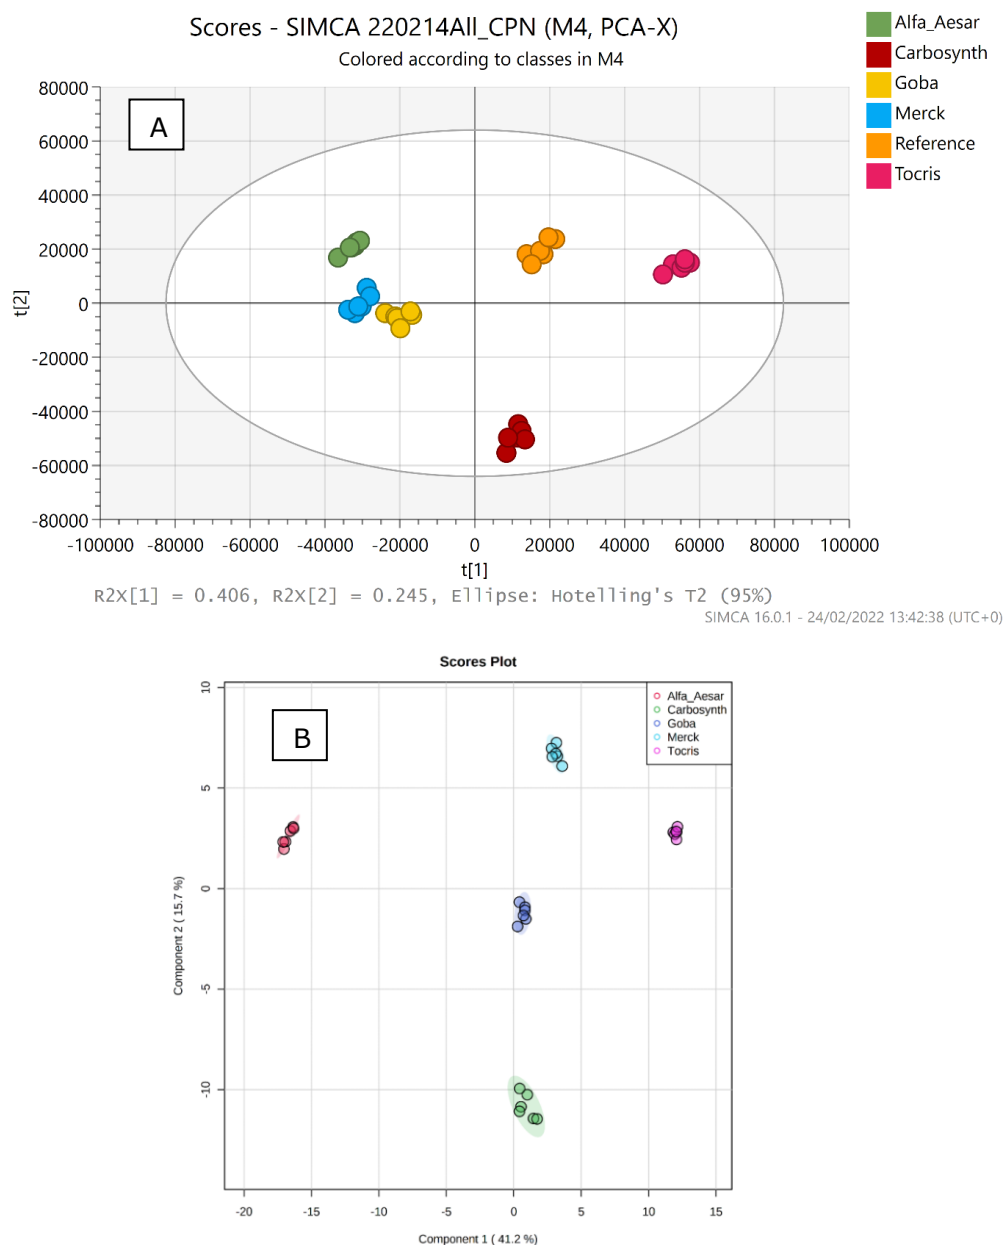 Scores - SIMCA 220214All_CPN (M4, PCA-X)
Colored according to classes in M4
Alfa_Aesar
Carbosynth
Goba
Merck
Reference
Tocris
A
80000
60000
40000
20000
0
-20000
-40000
-60000
-80000
t[2]
-100000 -80000 -60000 -40000 -20000 0 20000 40000 60000 80000 100000
t[1]
R2X[1] = 0.406, R2X[2] = 0.245, Ellipse: Hotelling's T2 (95%)
SIMCA 16.0.1 - 24/02/2022 13:42:38 (UTC+0)
Scores Plot
B
Alfa_Aesar
Carbosynth
Goba
Merck
Tocris
10
5
0
-5
-10
Component 2 ( 15.7 %)
-20 -15 -10 -5 0 5 10 15
Component 1 ( 41.2 %)